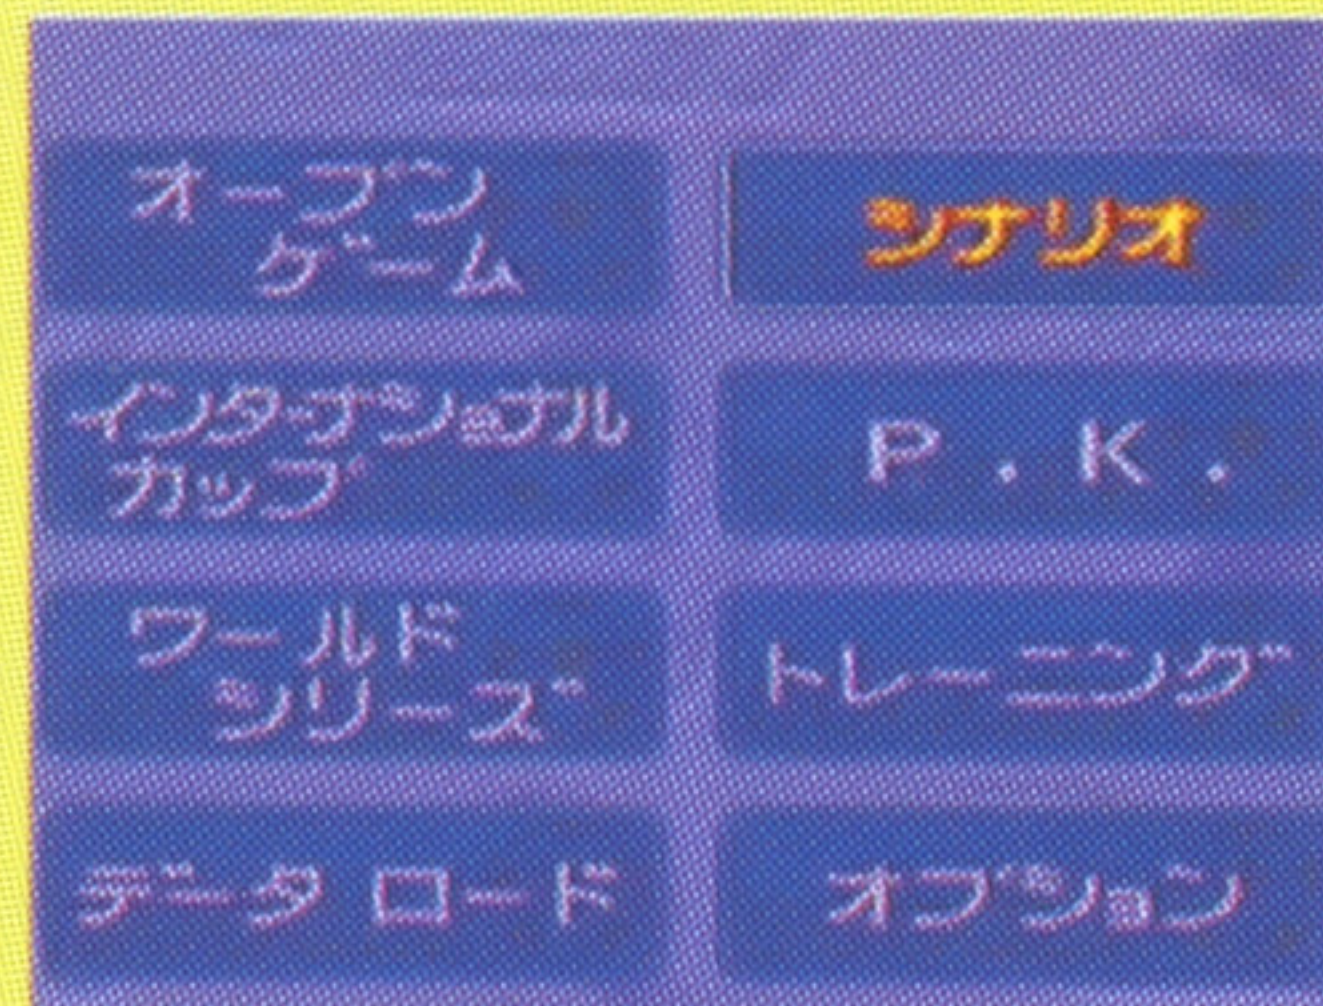 オープン
ゲーム
シナリオ
インターナショナル
カップ
P.K.
ワールド
シリーズ
トレーニング
データ ロード
オプション